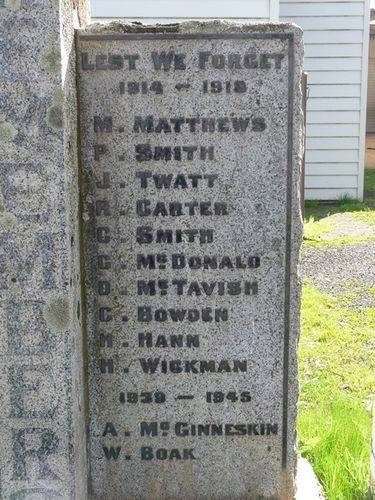 LEST WE FORGET
1914 - 1918
M. MATTHEWS
P. SMITH
J. TWATT
R. CARTER
C. SMITH
C. McDONALD
D. McTAVISH
C. BOWDEN
H. HANN
H. WICKMAN
1939 - 1945
A. McGINNESKIN
W. BOAK